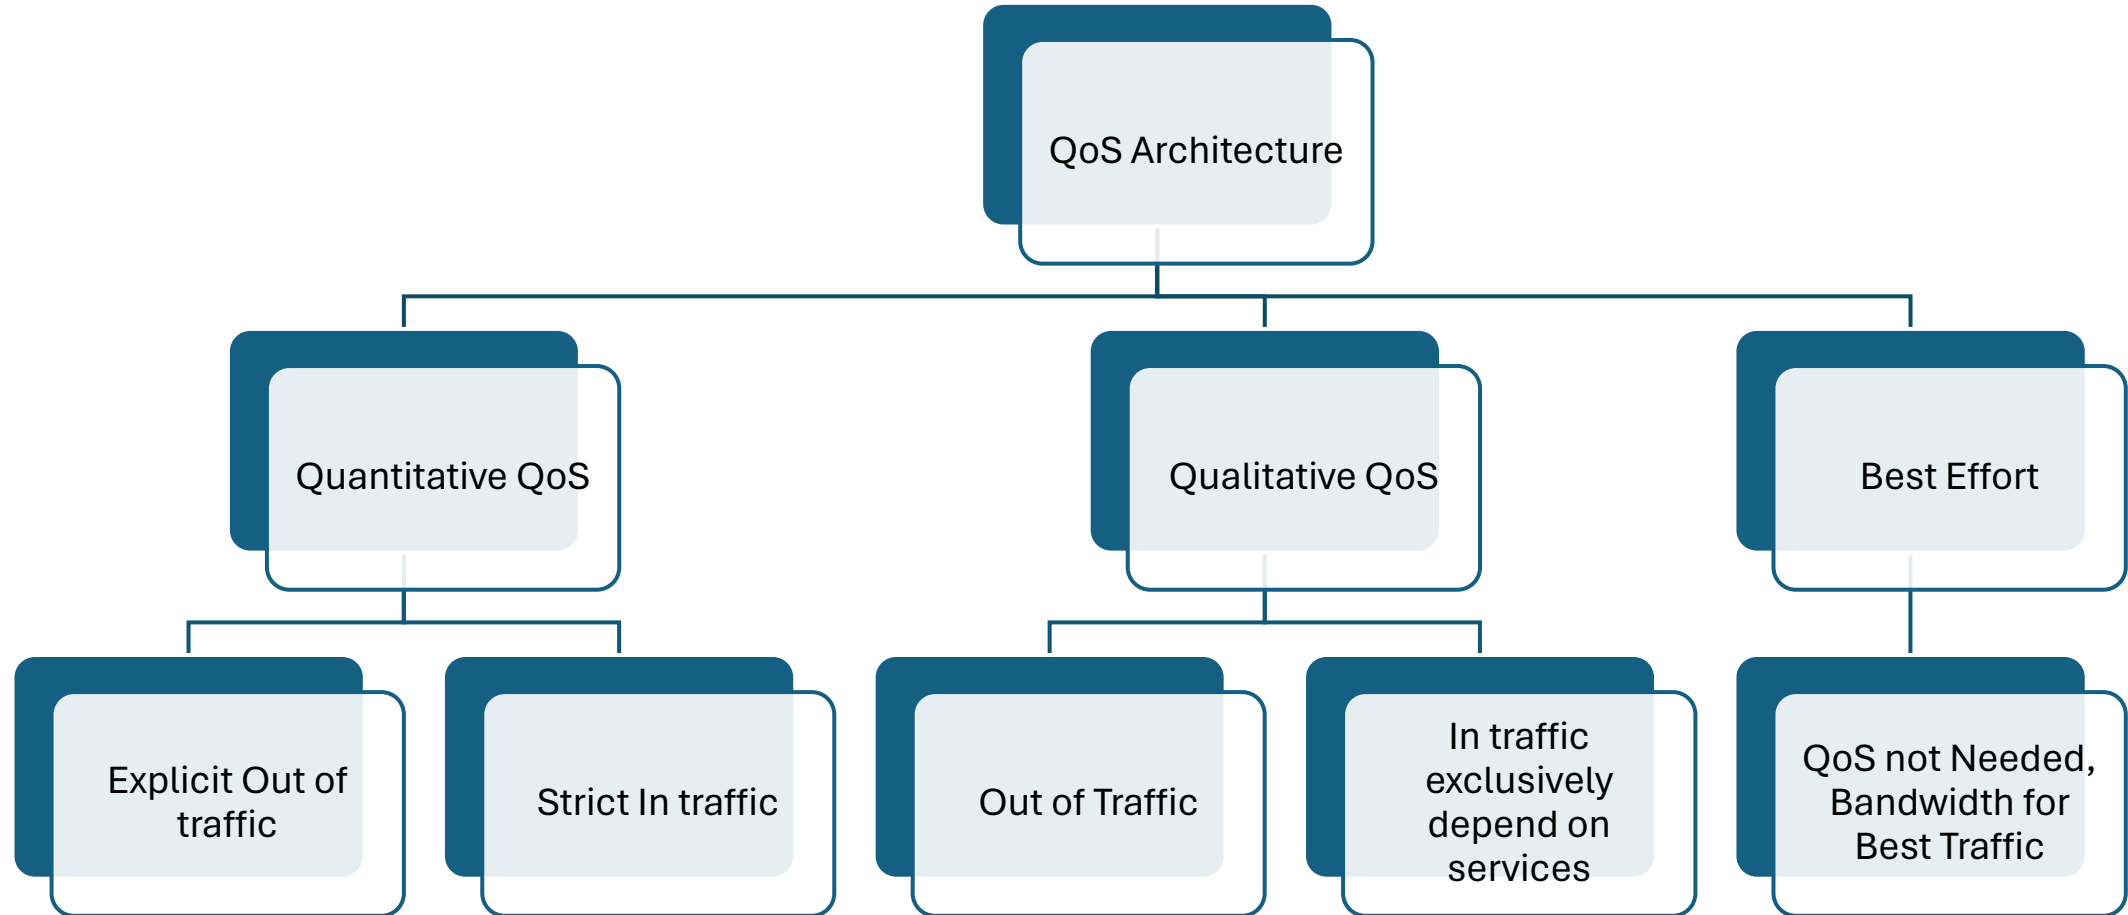 QoS Architecture
Quantitative QoS
Qualitative QoS
Best Effort
Explicit Out of
traffic
Strict In traffic
Out of Traffic
In traffic
exclusively
depend on
services
QoS not Needed,
Bandwidth for
Best Traffic